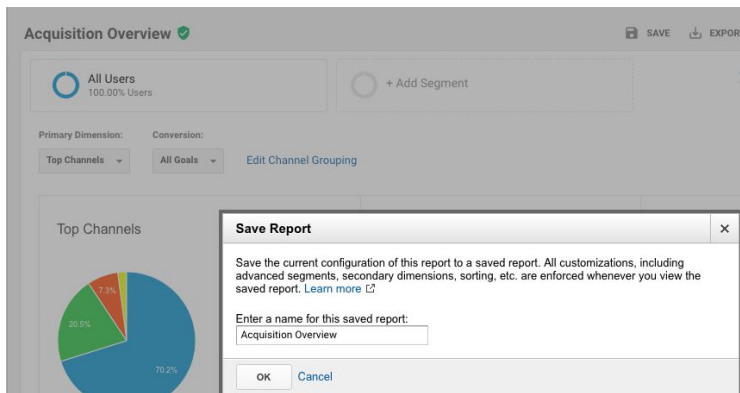 Acquisition Overview
SAVE
EXPOR
All Users
100.00% Users
+ Add Segment
Primary Dimension:
Conversion:
Top Channels
All Goals
Edit Channel Grouping
Top Channels
7.3%
20.5%
70.2%
Save Report
Save the current configuration of this report to a saved report. All customizations, including
advanced segments, secondary dimensions, sorting, etc. are enforced whenever you view the
saved report. Learn more
Enter a name for this saved report:
Acquisition Overview
OK
Cancel